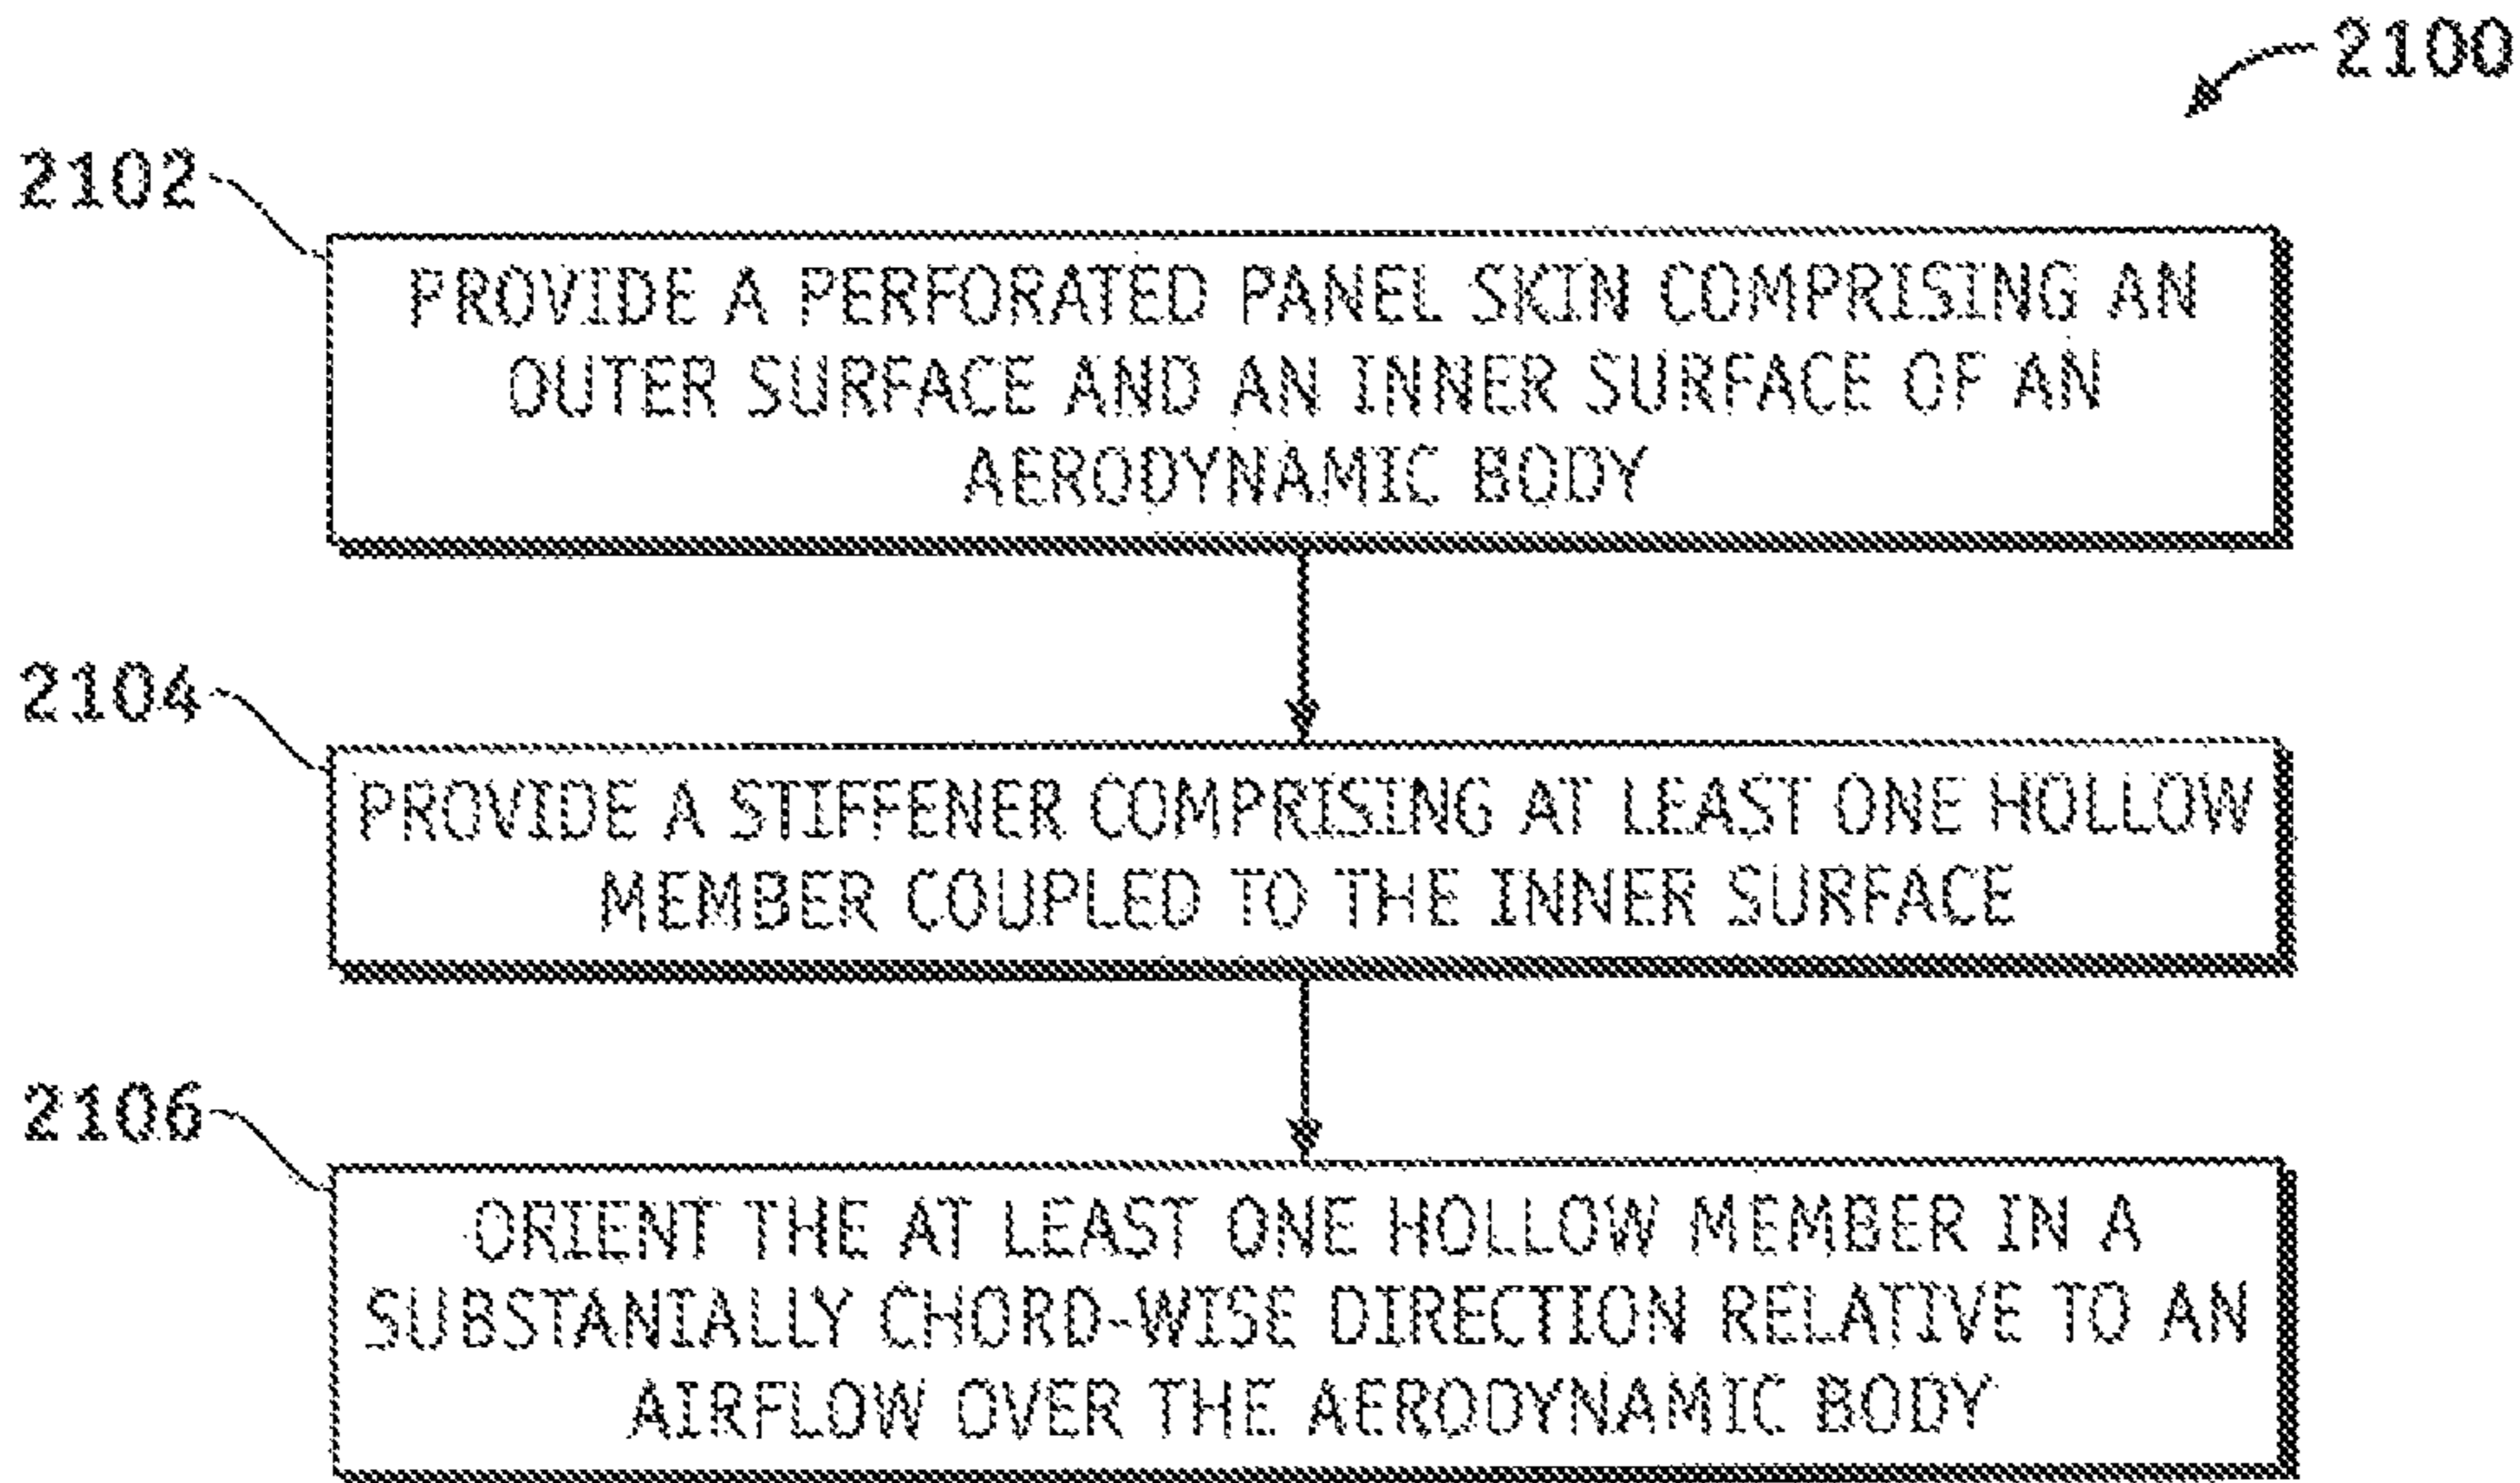 2100
2102
PROVIDE A PERFORATED PANEL SKIN COMPRISING AN
OUTER SURFACE AND AN INNER SURFACE OF AN
AERODYNAMIC BODY
2104
PROVIDE A STIFFENER COMPRISING AT LEAST ONE HOLLOW
MEMBER COUPLED TO THE INNER SURFACE
2106
ORIENT THE AT LEAST ONE HOLLOW MEMBER IN A
SUBSTANIALLY CHORD-WISE DIRECTION RELATIVE TO AN
AIRFLOW OVER THE AERODYNAMIC BODY